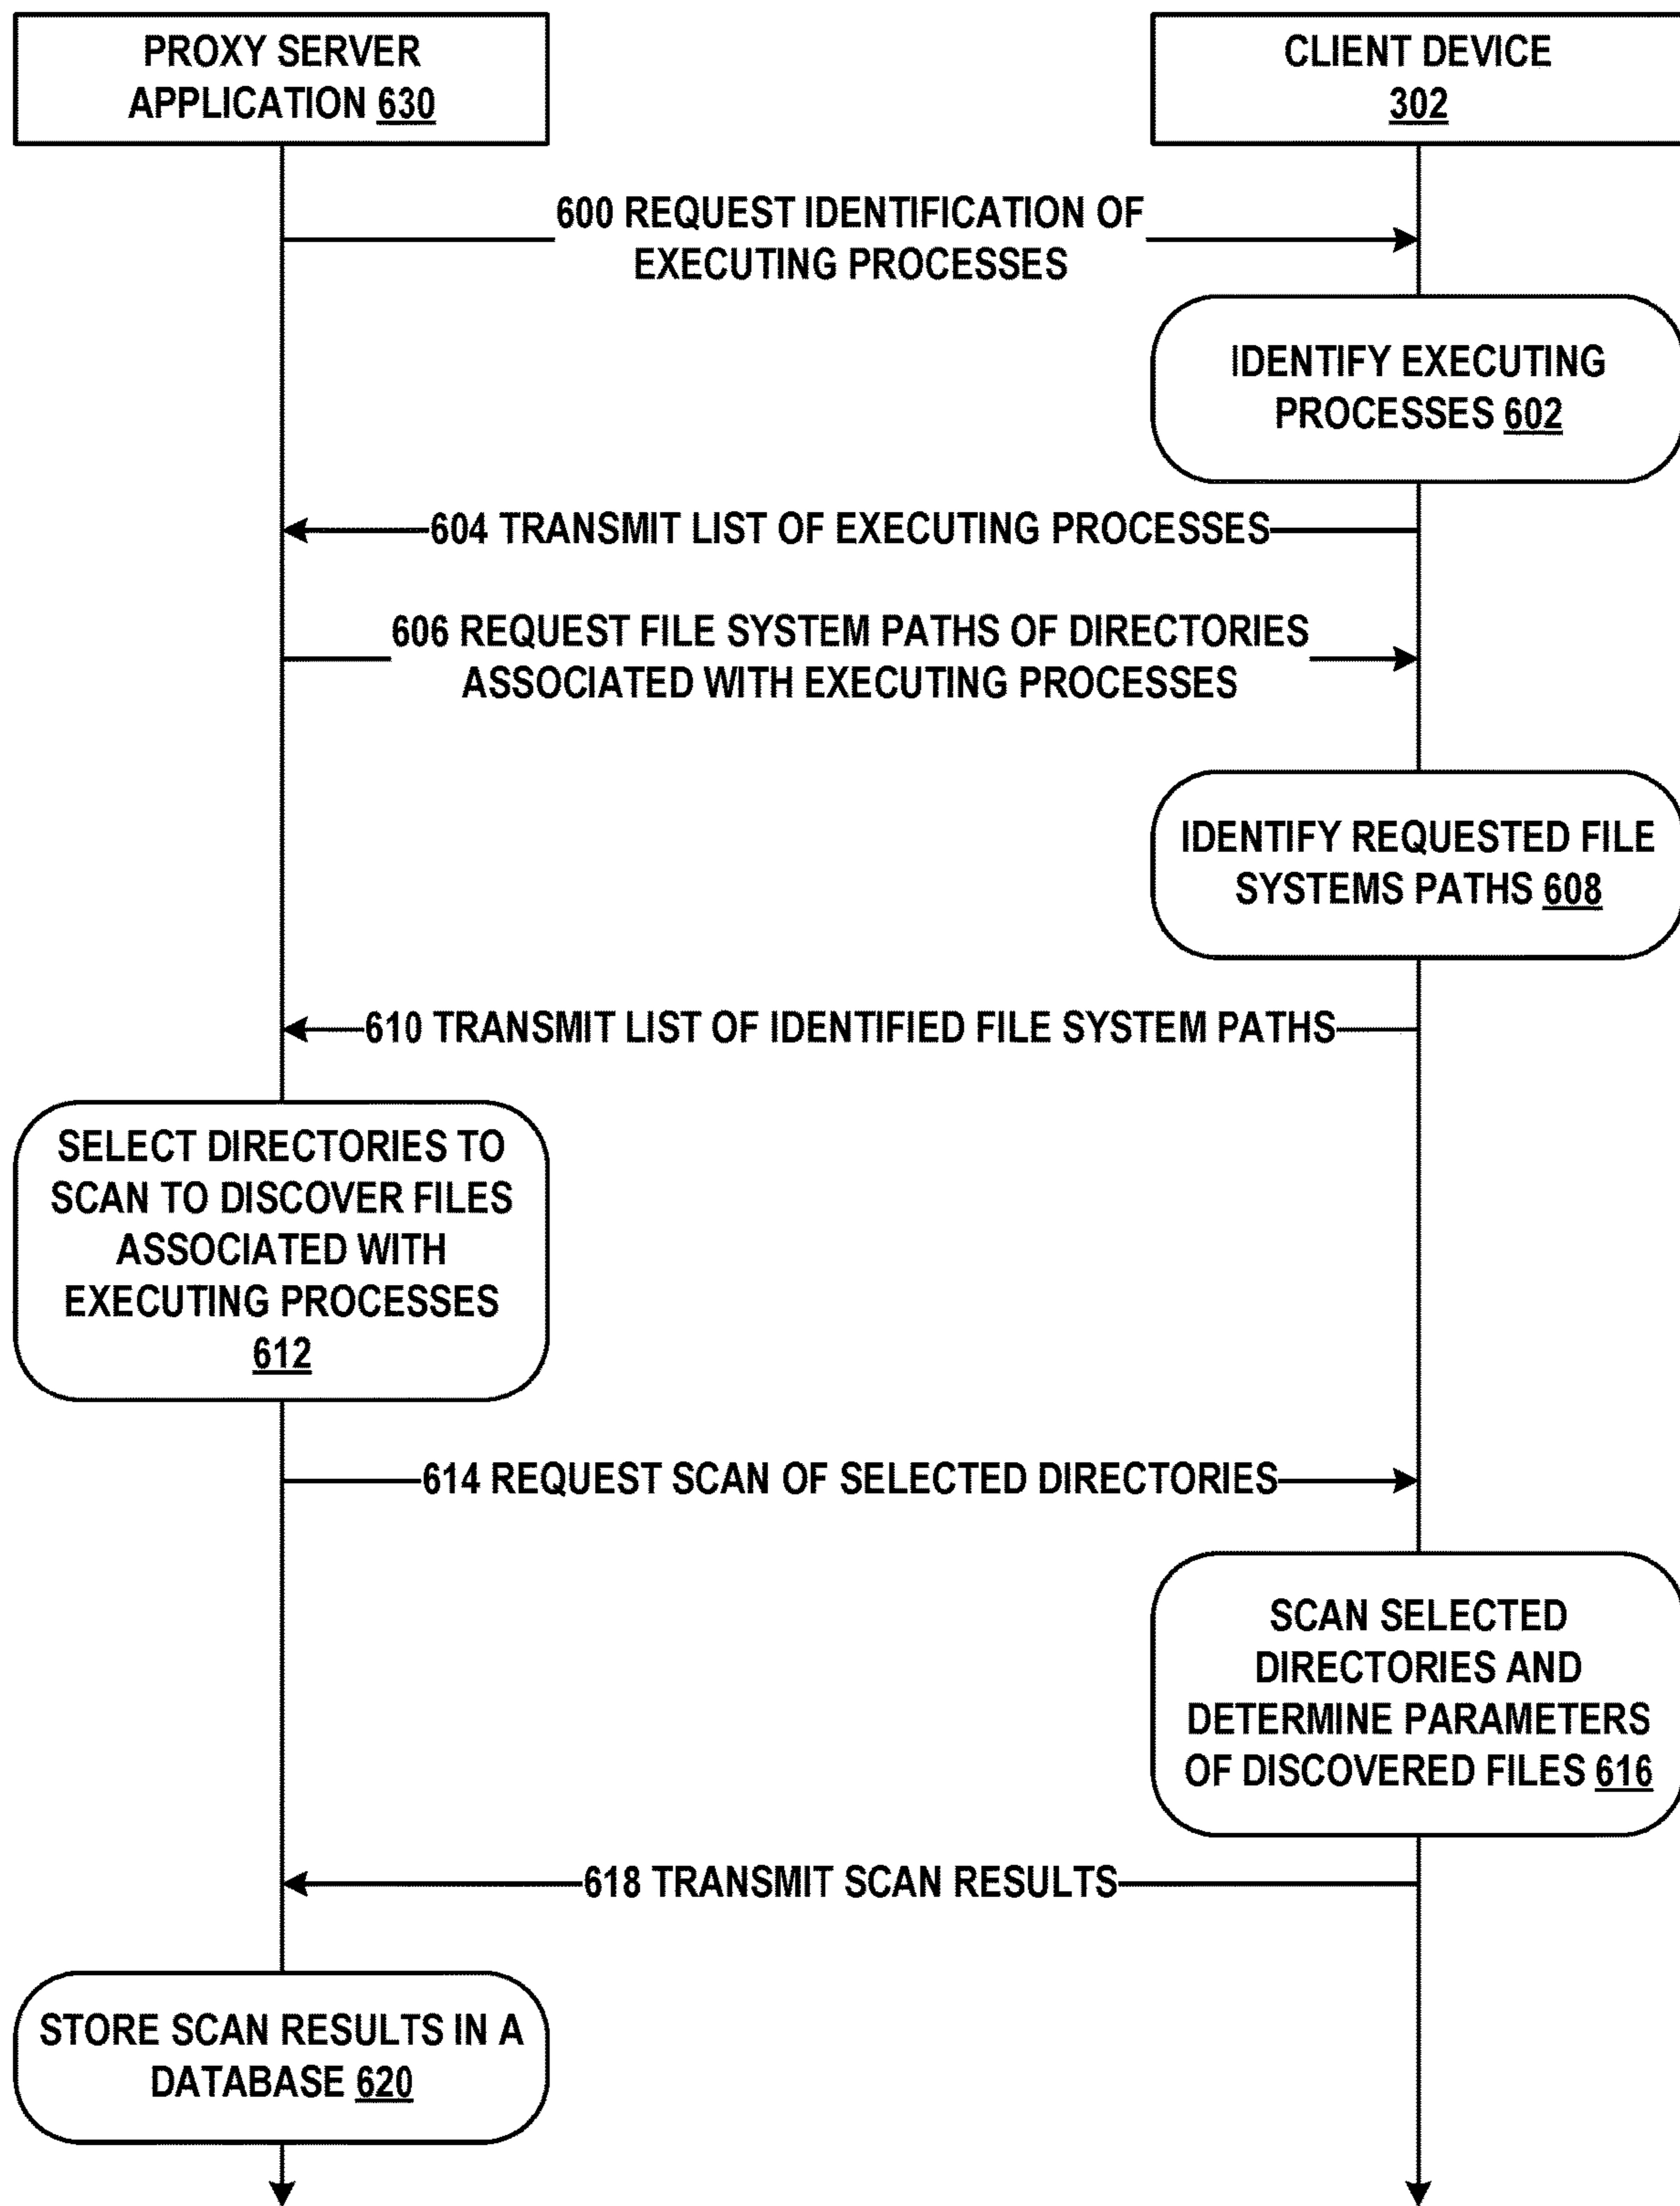 PROXY SERVER
APPLICATION 630
CLIENT DEVICE
302
600 REQUEST IDENTIFICATION OF
EXECUTING PROCESSES
IDENTIFY EXECUTING
PROCESSES 602
604 TRANSMIT LIST OF EXECUTING PROCESSES
606 REQUEST FILE SYSTEM PATHS OF DIRECTORIES
ASSOCIATED WITH EXECUTING PROCESSES
IDENTIFY REQUESTED FILE
SYSTEMS PATHS 608
610 TRANSMIT LIST OF IDENTIFIED FILE SYSTEM PATHS
SELECT DIRECTORIES TO
SCAN TO DISCOVER FILES
ASSOCIATED WITH
EXECUTING PROCESSES
612
614 REQUEST SCAN OF SELECTED DIRECTORIES
SCAN SELECTED
DIRECTORIES AND
DETERMINE PARAMETERS
OF DISCOVERED FILES 616
618 TRANSMIT SCAN RESULTS
STORE SCAN RESULTS IN A
DATABASE 620